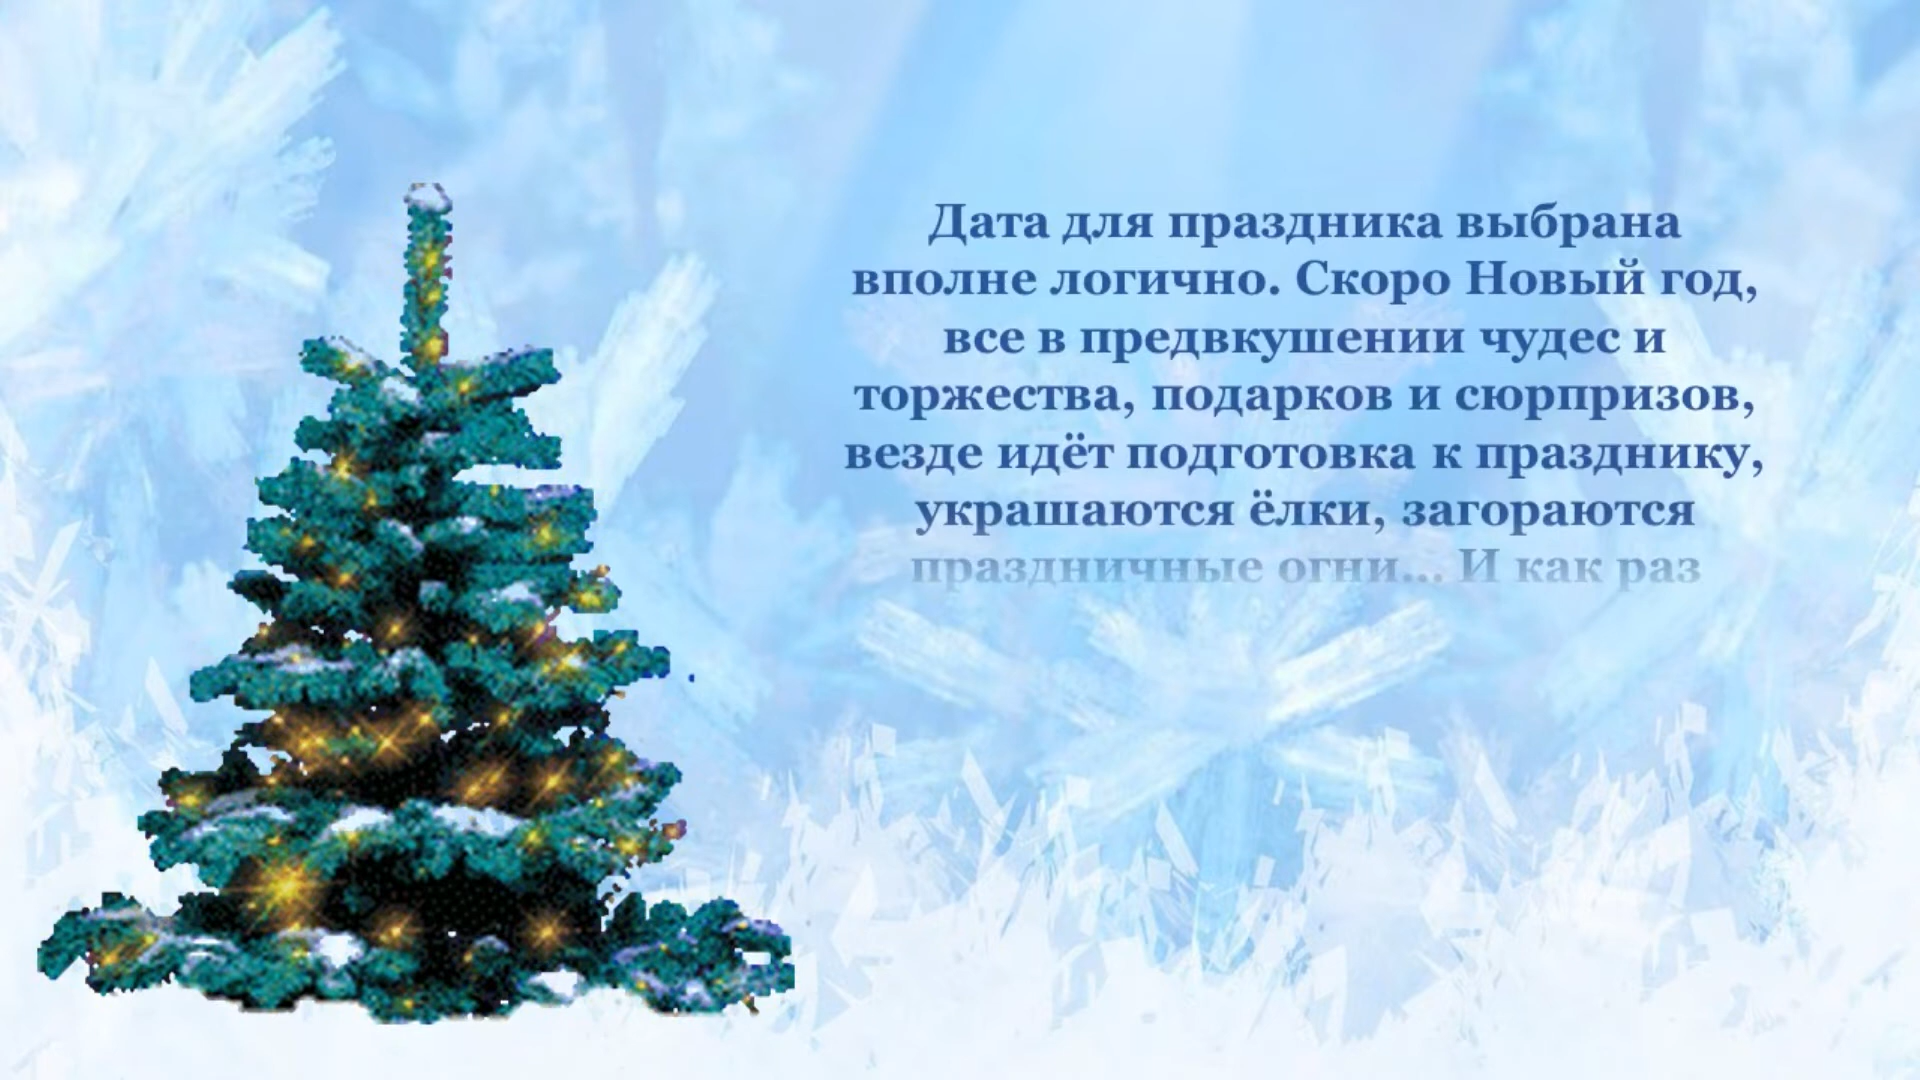 Дата для праздника выбрана
вполне логично. Скоро Новый год,
все в предвкушении чудес и
торжества, подарков и сюрпризов,
везде идёт подготовка к празднику,
украшаются ёлки, загораются
праздничные огни... И как раз